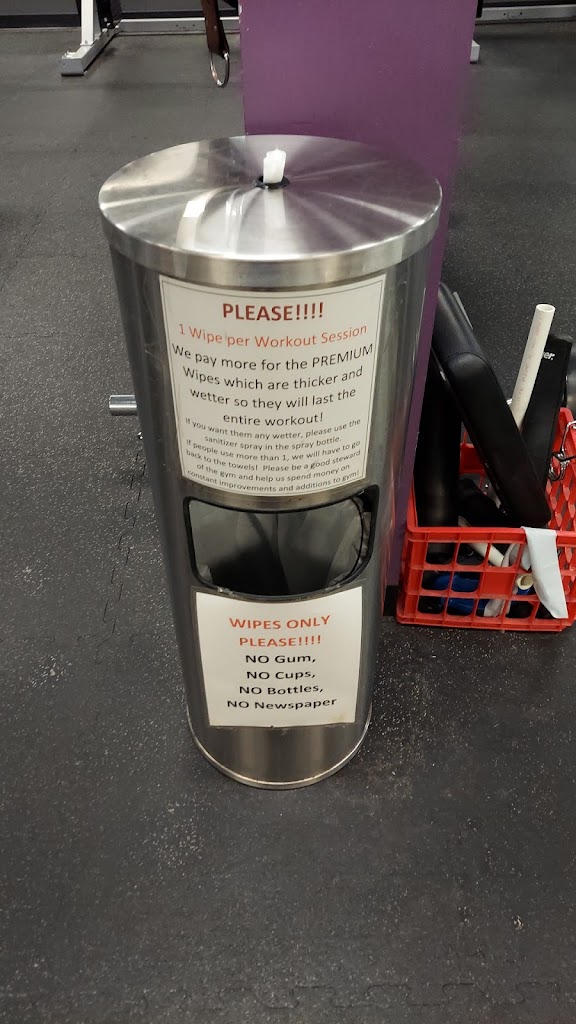 PLEASE!!!!
1 Wipe per Workout Session
We pay more for the PREMIUM
Wipes which are thicker and
wetter so they will last the
entire workout!
If you want them any wetter, please use the
sanitizer spray in the spray bottle.
If people use more than 1, we will have to go
back to the towels! Please be a good steward
of the gym and help us spend money on
constant improvements and additions to gym!
WIPES ONLY
PLEASE!!!!
NO Gum,
NO Cups,
NO Bottles,
NO Newspaper